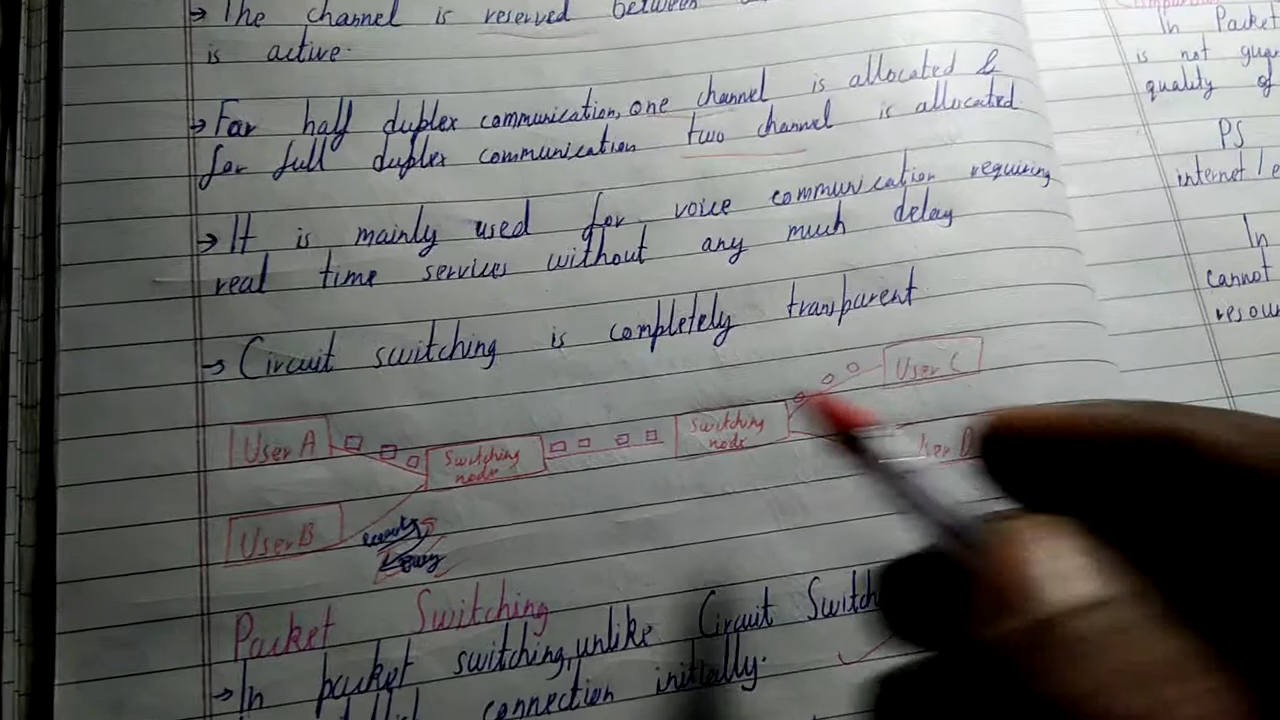 → The channel is reserved between
is active.
→ For half duplex communication, one channel is allocated &
for full duplex communication two channel is allocated
→ It is mainly used for voice communication requiring
real time services without any much delay
→ Circuit switching is completely transparent
User C
User A
Switching
node
Switching
node
User D
User B
Packet Switching
→ In packet switching, unlike Circuit Switch
connection initially.
In Packet
is not
quality of
PS
internet / e
In
cannot
resou